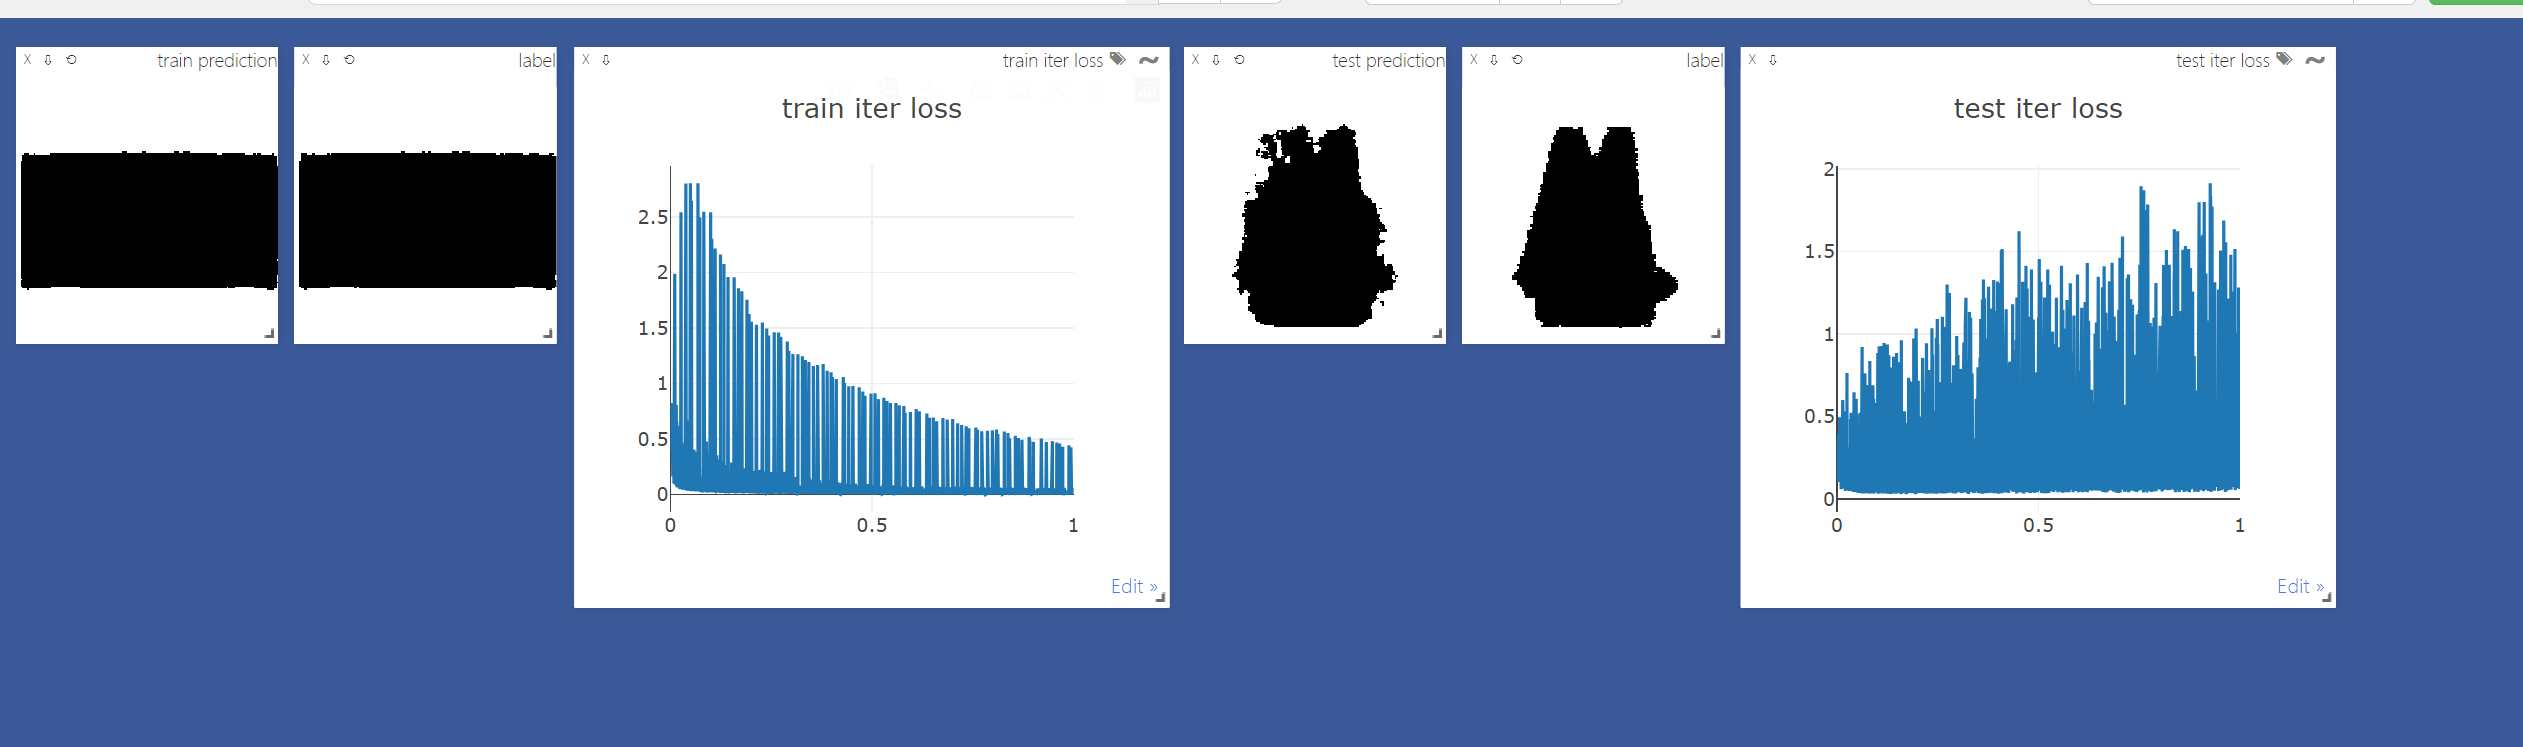 X ⇩ ⟲ train prediction
X ⇩ ⟲ label
X ⇩ train iter loss
train iter loss
2.5
2
1.5
1
0.5
0
0 0.5 1
Edit »
X ⇩ ⟲ test prediction
X ⇩ ⟲ label
X ⇩ test iter loss
test iter loss
2
1.5
1
0.5
0
0 0.5 1
Edit »